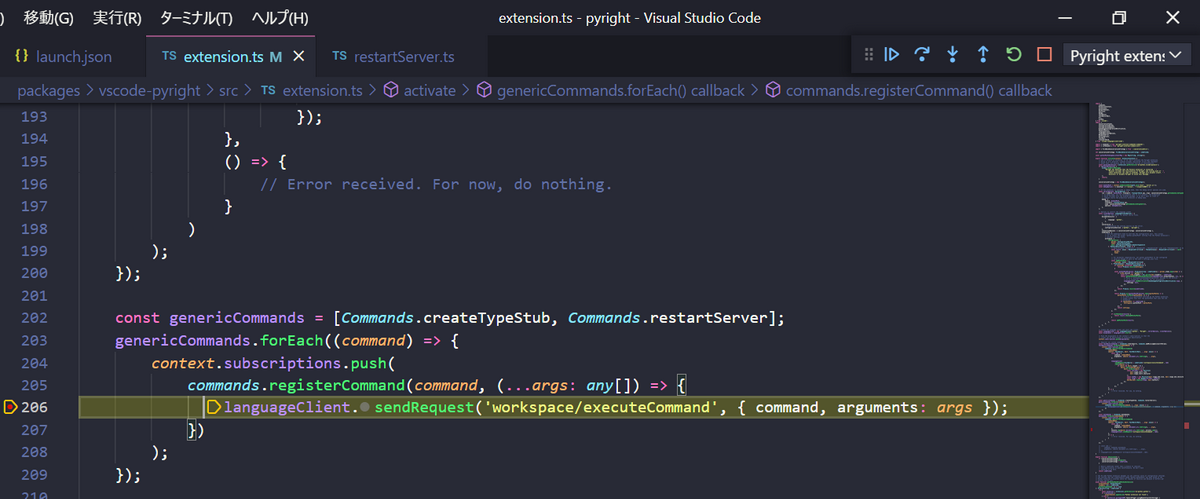 ) 移動(G) 実行(R) ターミナル(T) ヘルプ(H) extension.ts - pyright - Visual Studio Code
{} launch.json TS extension.ts M TS restartServer.ts Pyright extens
packages > vscode-pyright > src > TS extension.ts > activate > genericCommands.forEach() callback > commands.registerCommand() callback
193 });
194 },
195 () => {
196 // Error received. For now, do nothing.
197 }
198 )
199 );
200 });
201
202 const genericCommands = [Commands.createTypeStub, Commands.restartServer];
203 genericCommands.forEach((command) => {
204 context.subscriptions.push(
205 commands.registerCommand(command, (...args: any[]) => {
206 languageClient.sendRequest('workspace/executeCommand', { command, arguments: args });
207 })
208 );
209 });
210